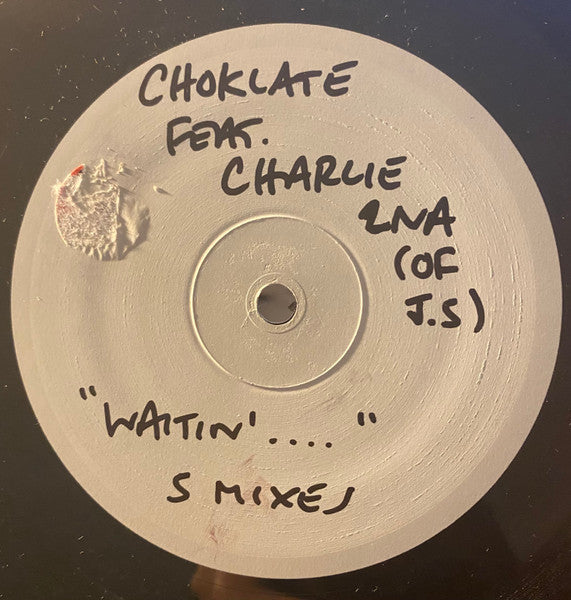 CHOKLATE
FEAT.
CHARLIE
2NA
(OF
J.S)
"WAITIN'...."
5 MIXES